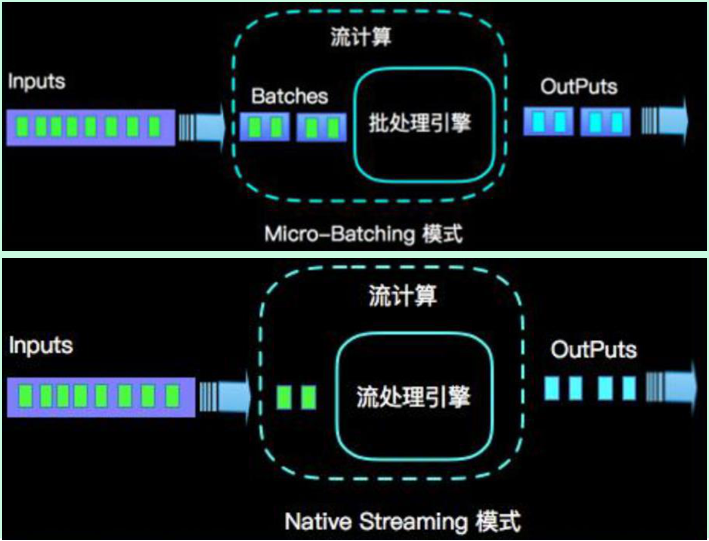 流计算
Inputs
Batches
OutPuts
批处理引擎
Micro-Batching 模式
流计算
Inputs
OutPuts
流处理引擎
Native Streaming 模式